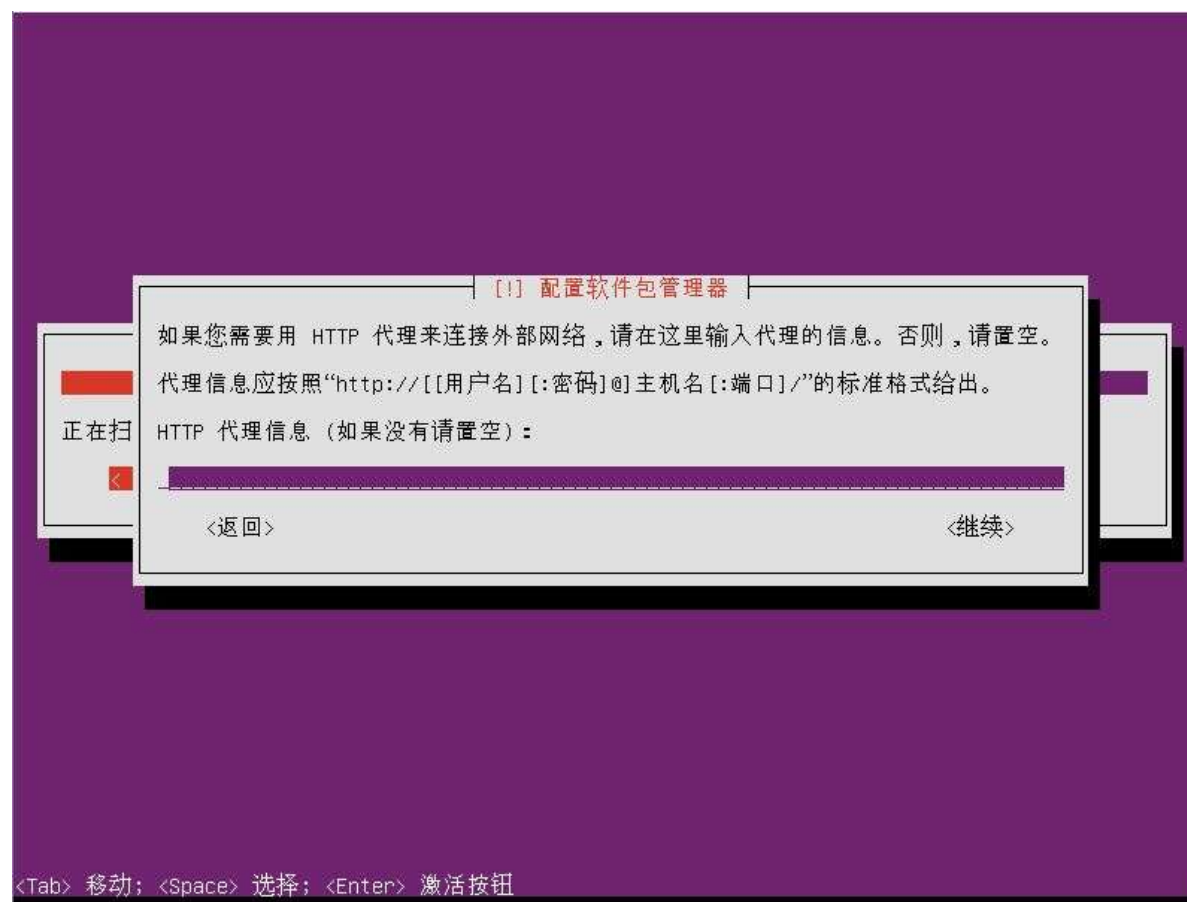 [!] 配置软件包管理器
如果您需要用 HTTP 代理来连接外部网络,请在这里输入代理的信息。否则,请置空。
代理信息应按照“http://[[用户名][:密码]@]主机名[:端口]/”的标准格式给出。
正在扫
HTTP 代理信息 (如果没有请置空):
<
<返回> <继续>
<Tab> 移动; <Space> 选择; <Enter> 激活按钮